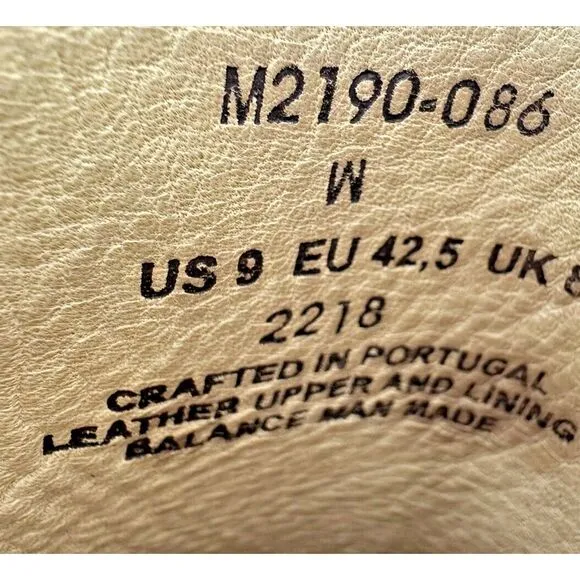 M2190-086
W
US 9 EU 42,5 UK 8
2218
CRAFTED IN PORTUGAL
LEATHER UPPER AND LINING
BALANCE MAN MADE